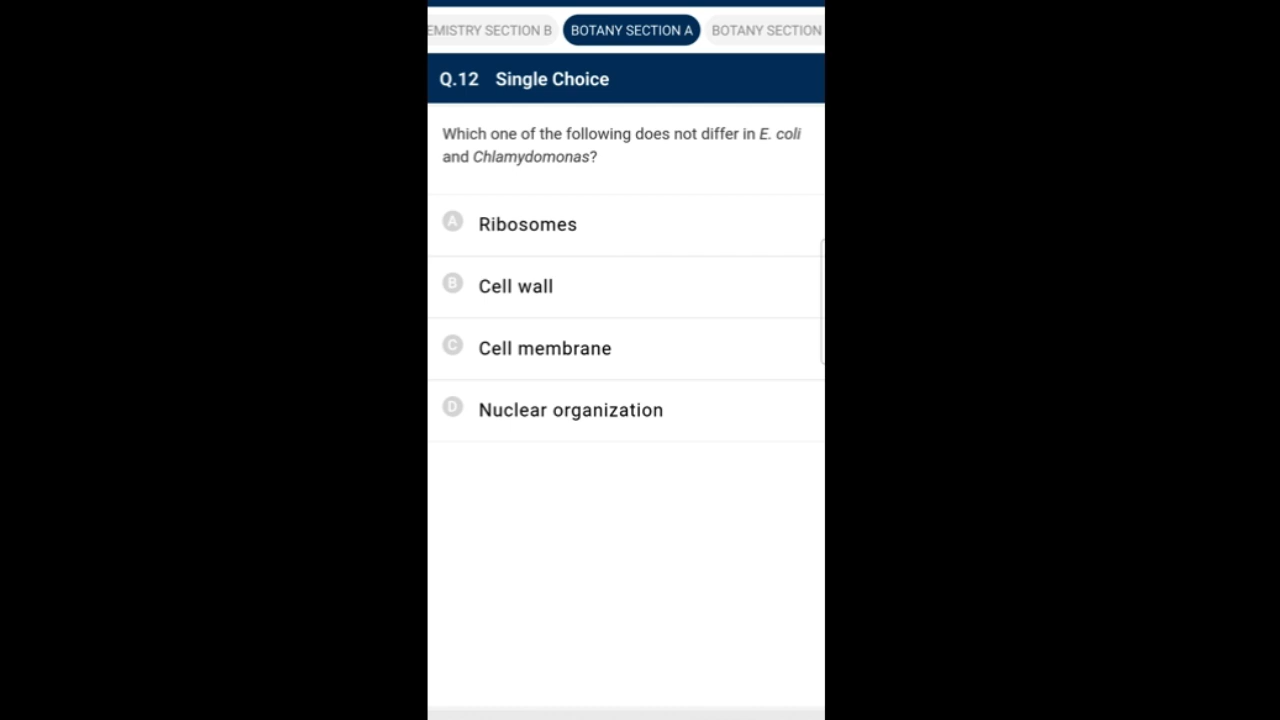 EMISTRY SECTION B BOTANY SECTION A BOTANY SECTION
Q.12 Single Choice
Which one of the following does not differ in E. coli
and Chlamydomonas?
A Ribosomes
B Cell wall
C Cell membrane
D Nuclear organization